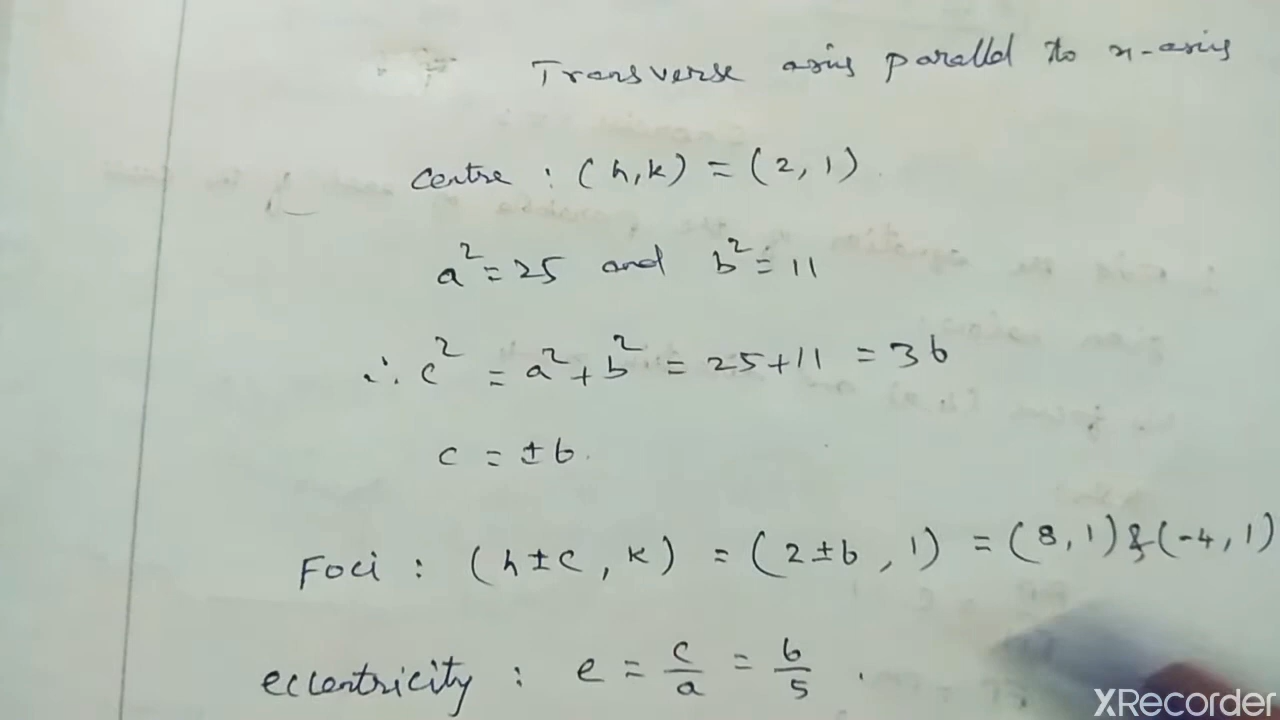 Transverse axis parallel to x-axis
Centre : (h,k) = (2, 1)
a² = 25 and b² = 11
∴ c² = a² + b² = 25+11 = 36
c = ±6.
Foci : (h±c, k) = (2±6, 1) = (8,1) & (-4,1)
eccentricity : e = c/a = 6/5 .
XRecorder